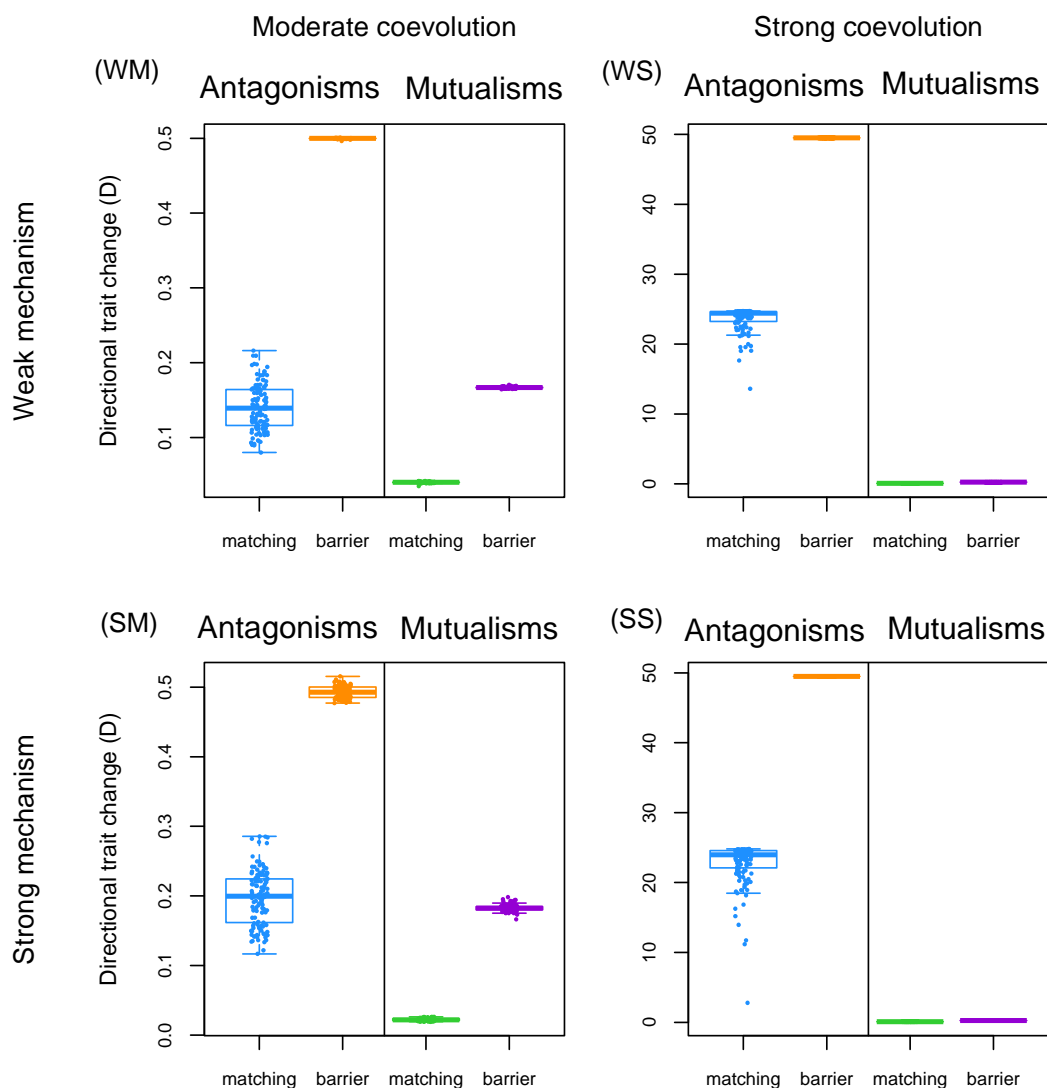 Moderate coevolution
Strong coevolution
(WM)
Antagonisms
Mutualisms
Weak mechanism
Directional trait change (D)
0.5
0.4
0.3
0.2
0.1
matching
barrier
matching
barrier
(WS)
Antagonisms
Mutualisms
50
40
30
20
10
0
matching
barrier
matching
barrier
(SM)
Antagonisms
Mutualisms
Strong mechanism
Directional trait change (D)
0.5
0.4
0.3
0.2
0.1
0.0
matching
barrier
matching
barrier
(SS)
Antagonisms
Mutualisms
50
40
30
20
10
0
matching
barrier
matching
barrier